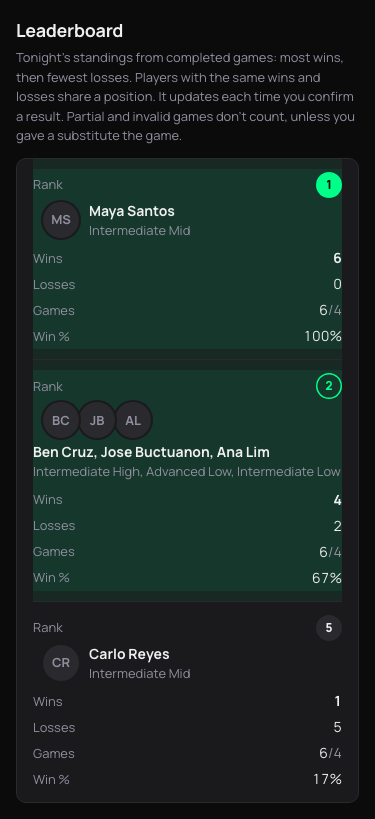 Leaderboard
Tonight's standings from completed games: most wins,
then fewest losses. Players with the same wins and
losses share a position. It updates each time you confirm
a result. Partial and invalid games don't count, unless you
gave a substitute the game.
Rank 1
MS Maya Santos
Intermediate Mid
Wins 6
Losses 0
Games 6/4
Win % 100%
Rank 2
BC JB AL
Ben Cruz, Jose Buctuanon, Ana Lim
Intermediate High, Advanced Low, Intermediate Low
Wins 4
Losses 2
Games 6/4
Win % 67%
Rank 5
CR Carlo Reyes
Intermediate Mid
Wins 1
Losses 5
Games 6/4
Win % 17%